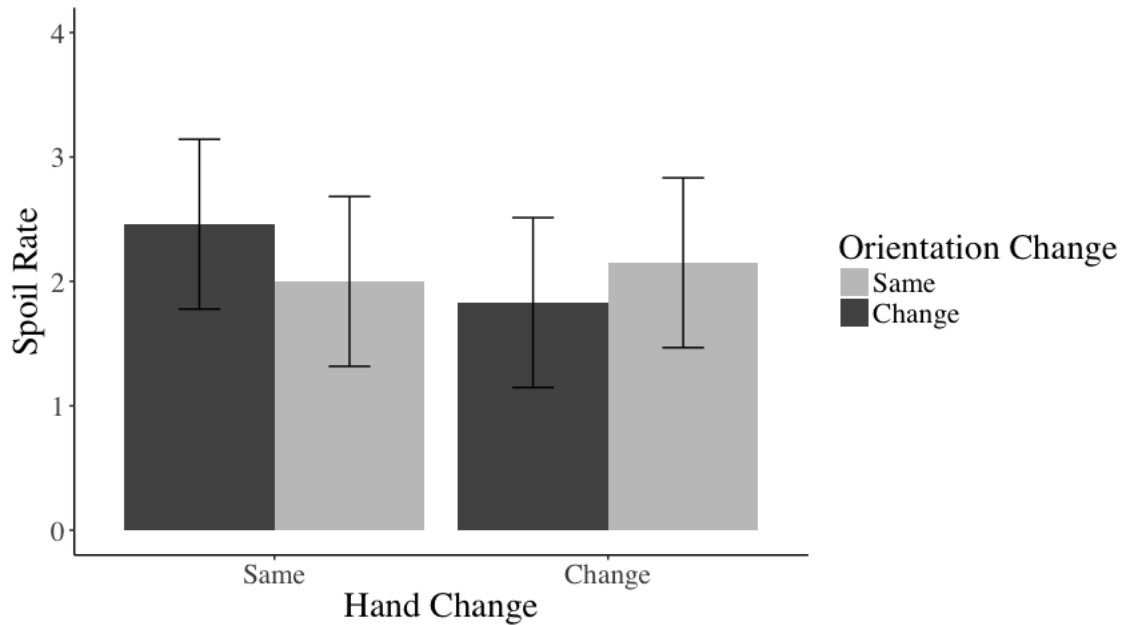 4
3
2
1
0
Spoil Rate
Same
Change
Hand Change
Orientation Change
Same
Change